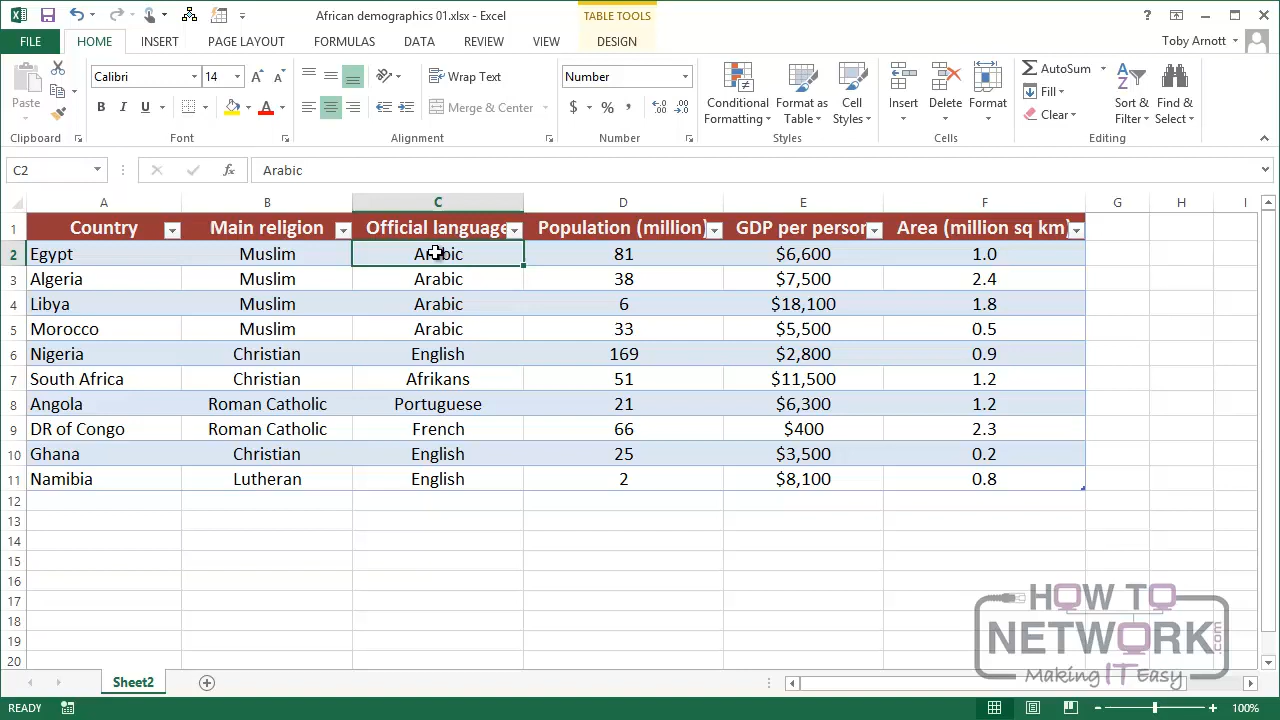 African demographics 01.xlsx - Excel
TABLE TOOLS
?
FILE HOME INSERT PAGE LAYOUT FORMULAS DATA REVIEW VIEW DESIGN
Toby Arnott
Paste
Clipboard
Calibri 14
B I U A
Font
Wrap Text
Merge & Center
Alignment
Number
$ % ,
Number
Conditional Formatting
Format as Table
Cell Styles
Styles
Insert Delete Format
Cells
AutoSum
Fill
Clear
Sort & Filter
Find & Select
Editing
C2 fx Arabic
A B C D E F G H I
1 Country Main religion Official language Population (million) GDP per person Area (million sq km)
2 Egypt Muslim Arabic 81 $6,600 1.0
3 Algeria Muslim Arabic 38 $7,500 2.4
4 Libya Muslim Arabic 6 $18,100 1.8
5 Morocco Muslim Arabic 33 $5,500 0.5
6 Nigeria Christian English 169 $2,800 0.9
7 South Africa Christian Afrikans 51 $11,500 1.2
8 Angola Roman Catholic Portuguese 21 $6,300 1.2
9 DR of Congo Roman Catholic French 66 $400 2.3
10 Ghana Christian English 25 $3,500 0.2
11 Namibia Lutheran English 2 $8,100 0.8
12
13
14
15
16
17
18
19
20
HOW TO
NETWORK.com
Making IT Easy
Sheet2
READY
100%